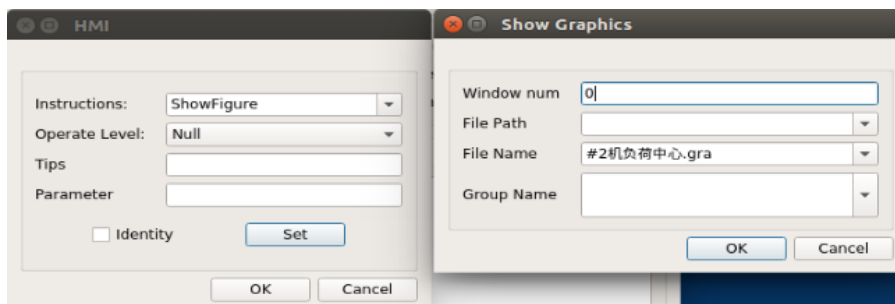 HMI
Instructions: ShowFigure
Operate Level: Null
Tips
Parameter
Identity
Set
OK Cancel
Show Graphics
Window num 0
File Path
File Name #2机负荷中心.gra
Group Name
OK Cancel